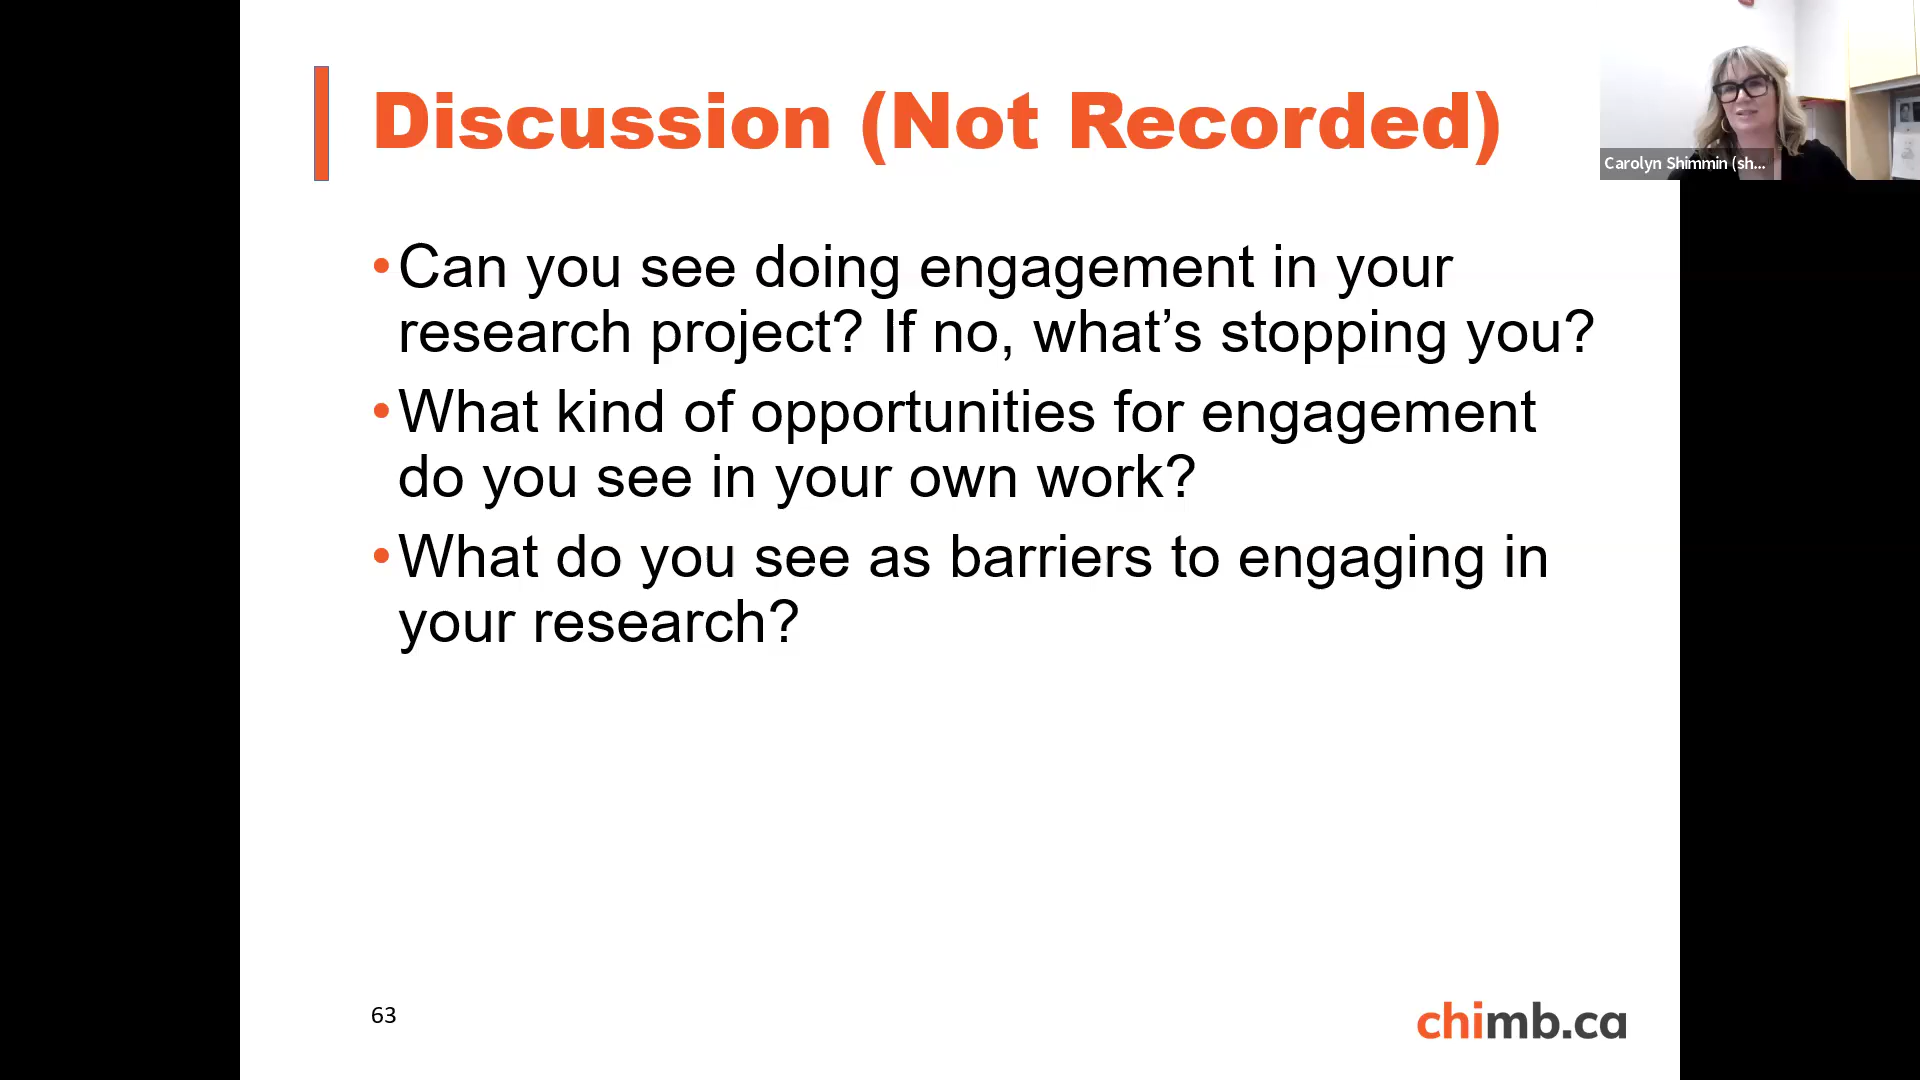 Discussion (Not Recorded)
Carolyn Shimmin (sh...
•Can you see doing engagement in your
research project? If no, what’s stopping you?
•What kind of opportunities for engagement
do you see in your own work?
•What do you see as barriers to engaging in
your research?
63
chimb.ca